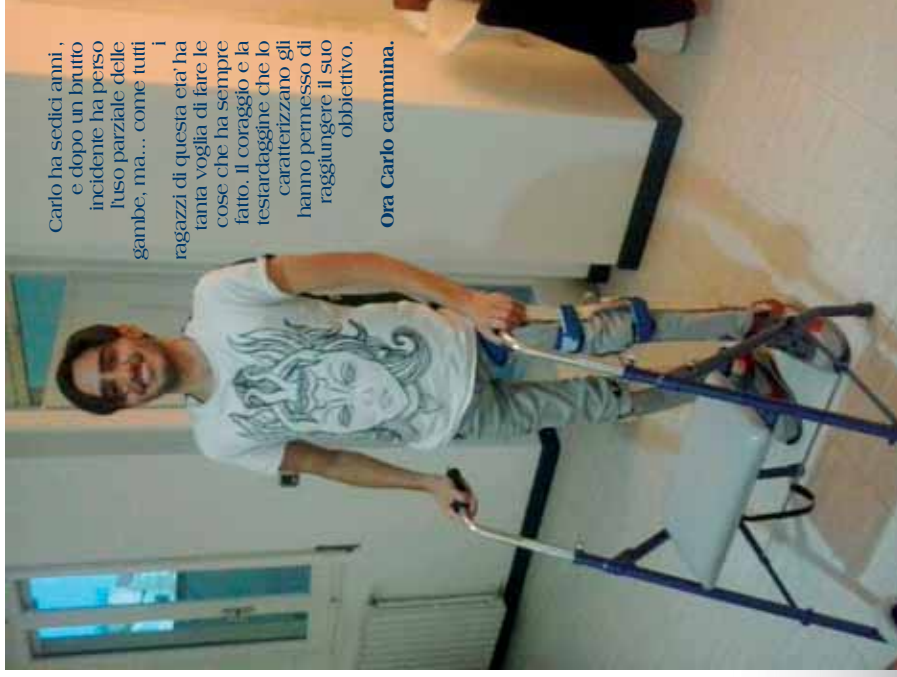 Carlo ha sedici anni ,
e dopo un brutto
incidente ha perso
l'uso parziale delle
gambe, ma... come tutti
i
ragazzi di questa eta' ha
tanta voglia di fare le
cose che ha sempre
fatto. Il coraggio e la
testardaggine che lo
caratterizzano gli
hanno permesso di
raggiungere il suo
obbiettivo.
Ora Carlo cammina.